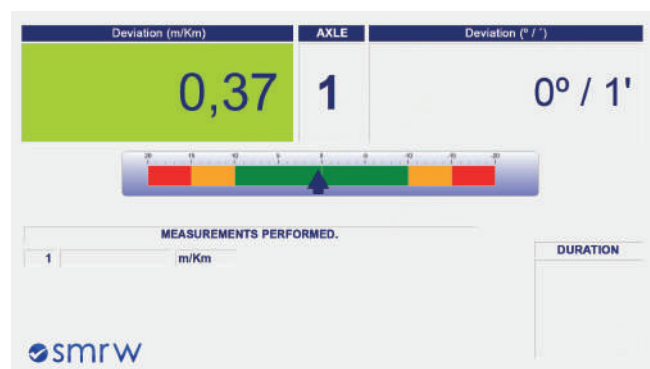 Deviation (m/Km) AXLE Deviation (º / ´)
0,37 1 0º / 1'
20 15 10 5 0 -5 -10 -15 -20
MEASUREMENTS PERFORMED.
1 m/Km
DURATION
smrw